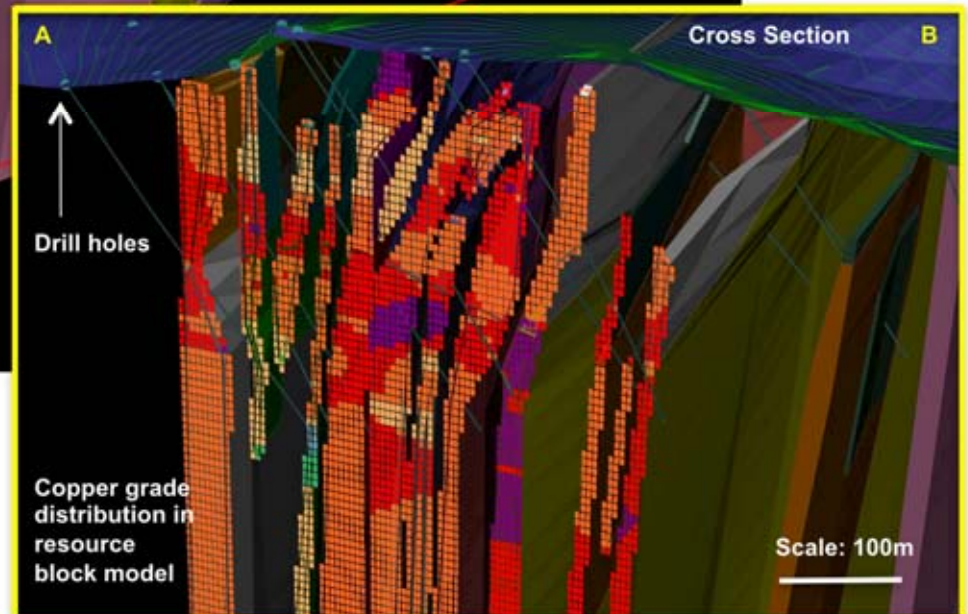 A
Cross Section
B
Drill holes
Copper grade
distribution in
resource
block model
Scale: 100m